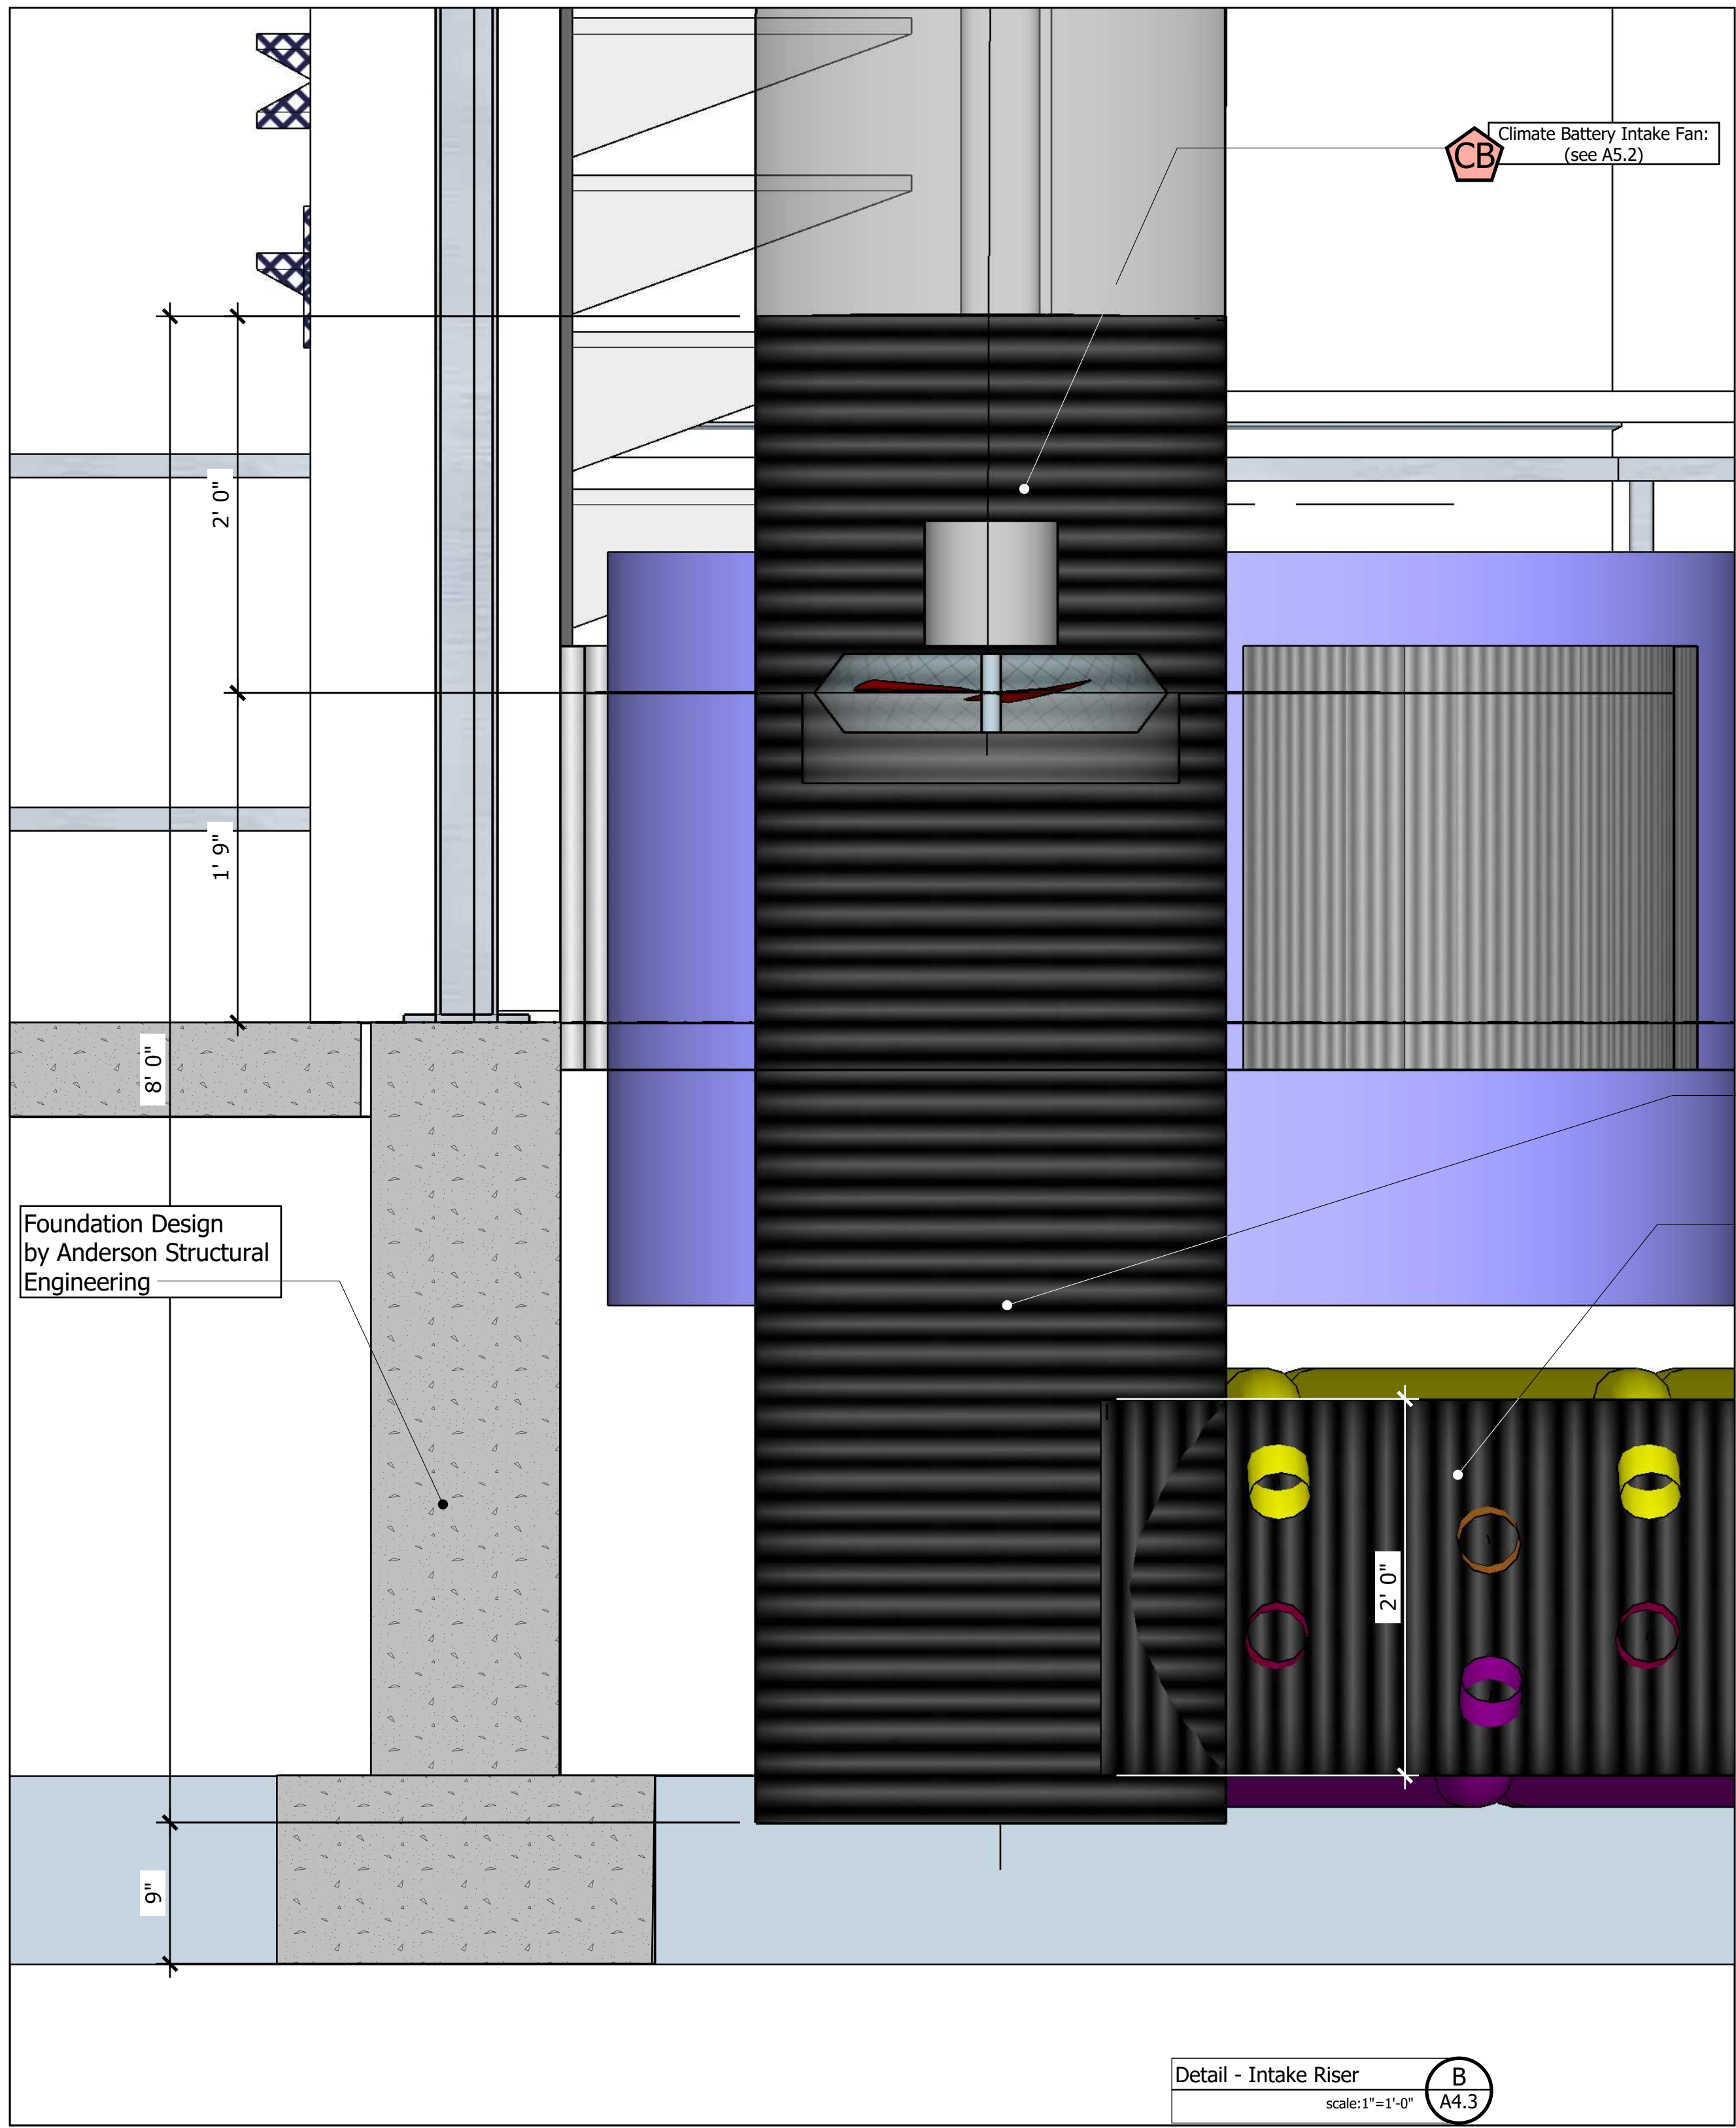 CB
Climate Battery Intake Fan:
(see A5.2)
2' 0"
1' 9"
8' 0"
Foundation Design
by Anderson Structural
Engineering
2' 0"
9"
Detail - Intake Riser
scale:1"=1'-0"
B
A4.3